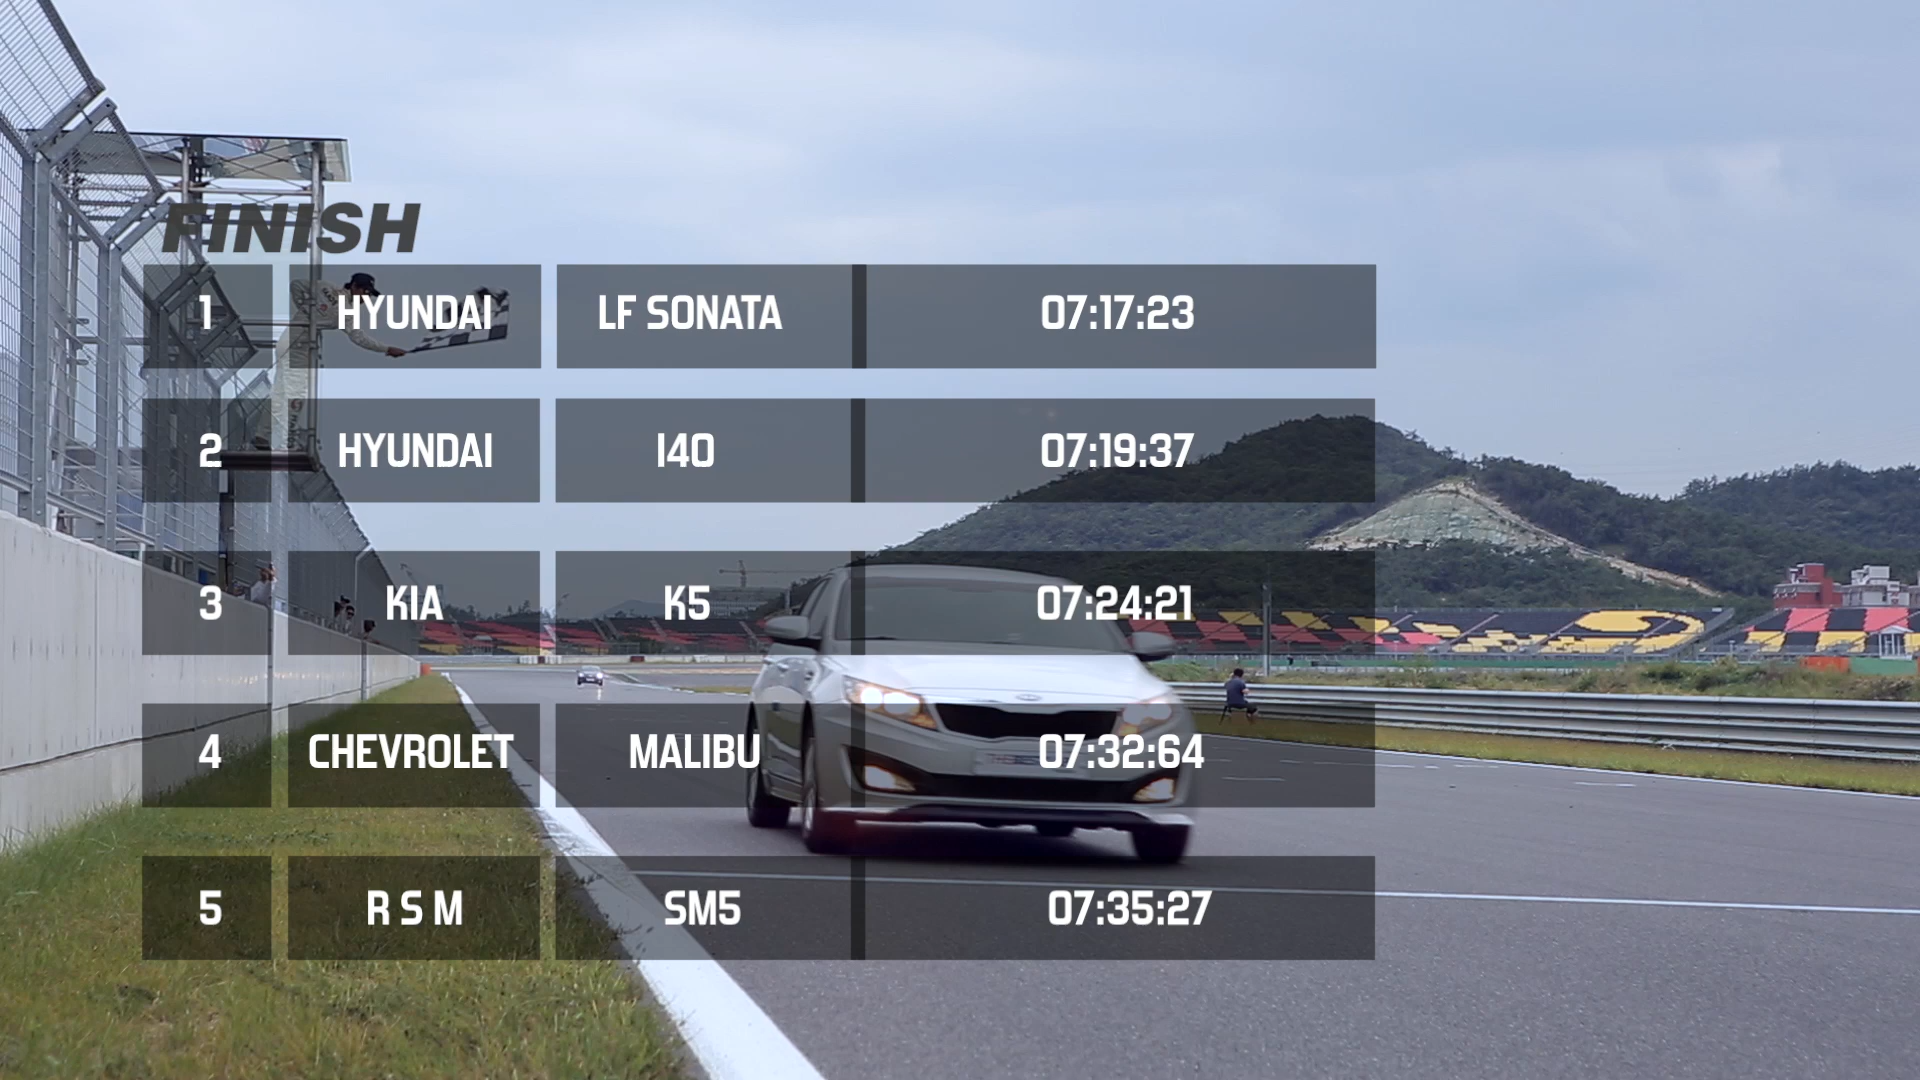 FINISH
1 HYUNDAI LF SONATA 07:17:23
2 HYUNDAI I40 07:19:37
3 KIA K5 07:24:21
4 CHEVROLET MALIBU 07:32:64
5 R S M SM5 07:35:27